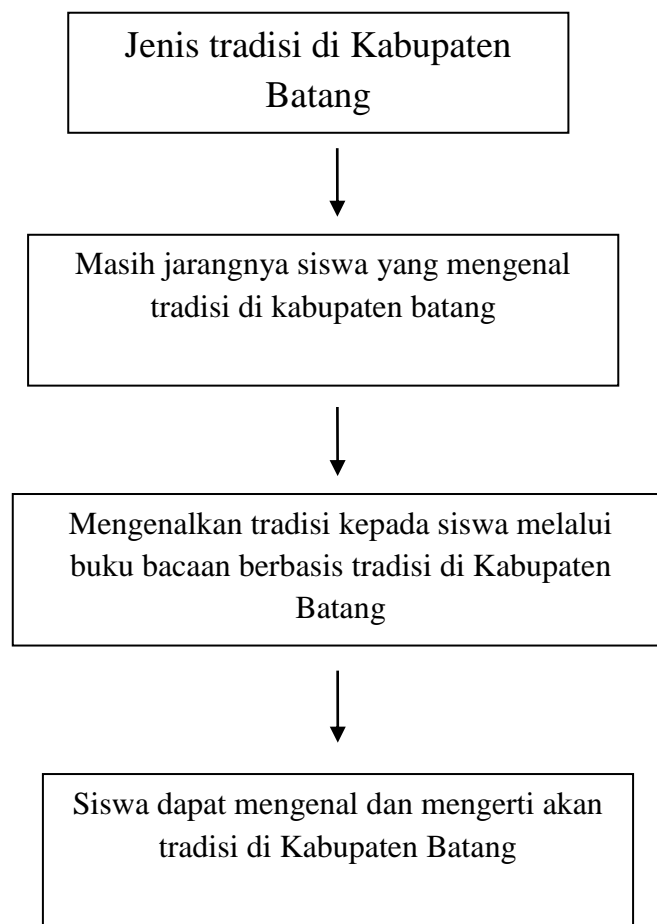 Jenis tradisi di Kabupaten
Batang
Masih jarangnya siswa yang mengenal
tradisi di kabupaten batang
Mengenalkan tradisi kepada siswa melalui
buku bacaan berbasis tradisi di Kabupaten
Batang
Siswa dapat mengenal dan mengerti akan
tradisi di Kabupaten Batang